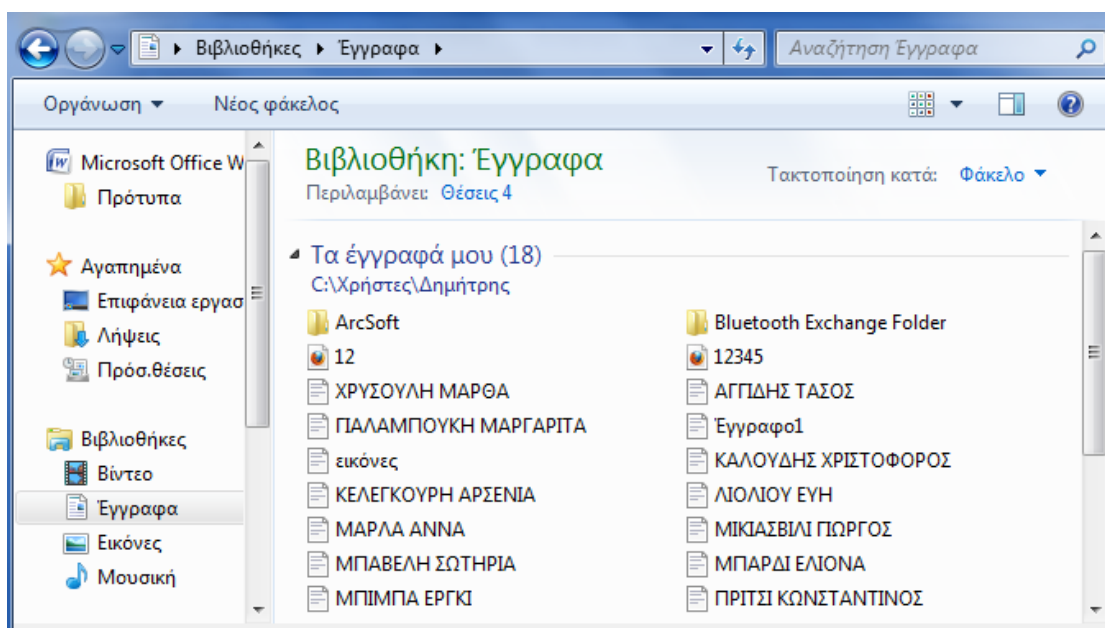 Βιβλιοθήκες ▸ Έγγραφα ▸
Αναζήτηση Έγγραφα
Οργάνωση Νέος φάκελος
Microsoft Office W
Πρότυπα
Αγαπημένα
Επιφάνεια εργασ
Λήψεις
Πρόσ.θέσεις
Βιβλιοθήκες
Βίντεο
Έγγραφα
Εικόνες
Μουσική
Βιβλιοθήκη: Έγγραφα
Περιλαμβάνει: Θέσεις 4
Τακτοποίηση κατά: Φάκελο
Τα έγγραφά μου (18)
C:\Χρήστες\Δημήτρης
ArcSoft Bluetooth Exchange Folder
12 12345
ΧΡΥΣΟΥΛΗ ΜΑΡΘΑ ΑΓΓΙΔΗΣ ΤΑΣΟΣ
ΓΙΑΛΑΜΠΟΥΚΗ ΜΑΡΓΑΡΙΤΑ Έγγραφο1
εικόνες ΚΑΛΟΥΔΗΣ ΧΡΙΣΤΟΦΟΡΟΣ
ΚΕΛΕΓΚΟΥΡΗ ΑΡΣΕΝΙΑ ΛΙΟΛΙΟΥ ΕΥΗ
ΜΑΡΛΑ ΑΝΝΑ ΜΙΚΙΑΣΒΙΛΙ ΓΙΩΡΓΟΣ
ΜΠΑΒΕΛΗ ΣΩΤΗΡΙΑ ΜΠΑΡΔΙ ΕΛΙΟΝΑ
ΜΠΙΜΠΑ ΕΡΓΚΙ ΠΡΙΤΣΙ ΚΩΝΣΤΑΝΤΙΝΟΣ